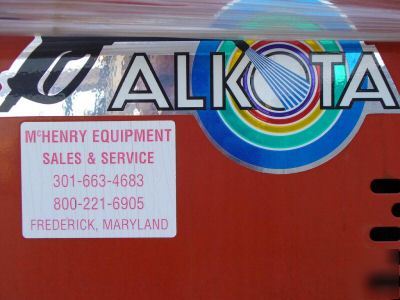 ALKOTA
McHENRY EQUIPMENT
SALES & SERVICE
301-663-4683
800-221-6905
FREDERICK, MARYLAND